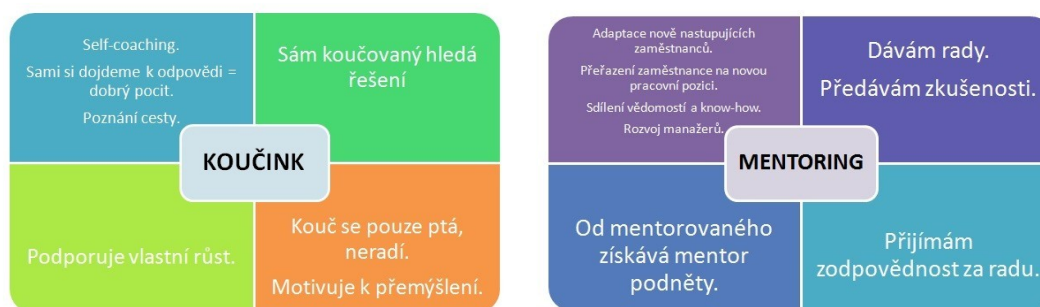 Self-coaching.
Sami si dojdeme k odpovědi =
dobrý pocit.
Poznání cesty.
Sám koučovaný hledá
řešení
KOUČINK
Podporuje vlastní růst.
Kouč se pouze ptá,
neradí.
Motivuje k přemýšlení.
Adaptace nově nastupujících
zaměstnanců.
Přeřazení zaměstnance na novou
pracovní pozici.
Sdílení vědomostí a know-how.
Rozvoj manažerů.
Dávám rady.
Předávám zkušenosti.
MENTORING
Od mentorovaného
získává mentor
podněty.
Přijímám
zodpovědnost za radu.